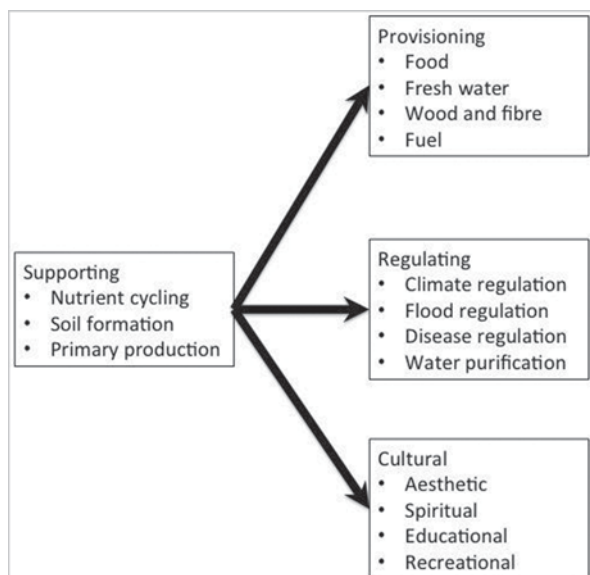 Provisioning
• Food
• Fresh water
• Wood and fibre
• Fuel
Supporting
• Nutrient cycling
• Soil formation
• Primary production
Regulating
• Climate regulation
• Flood regulation
• Disease regulation
• Water purification
Cultural
• Aesthetic
• Spiritual
• Educational
• Recreational